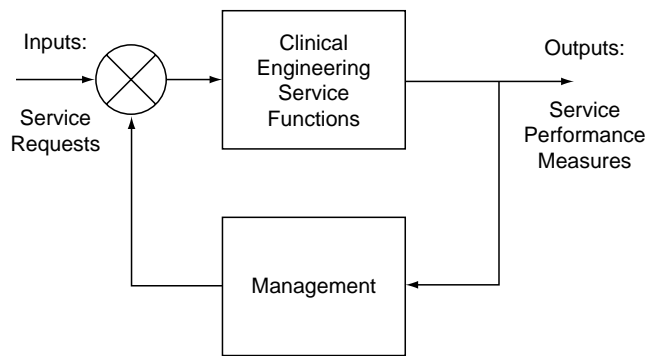 Inputs:
Service
Requests
Clinical
Engineering
Service
Functions
Outputs:
Service
Performance
Measures
Management